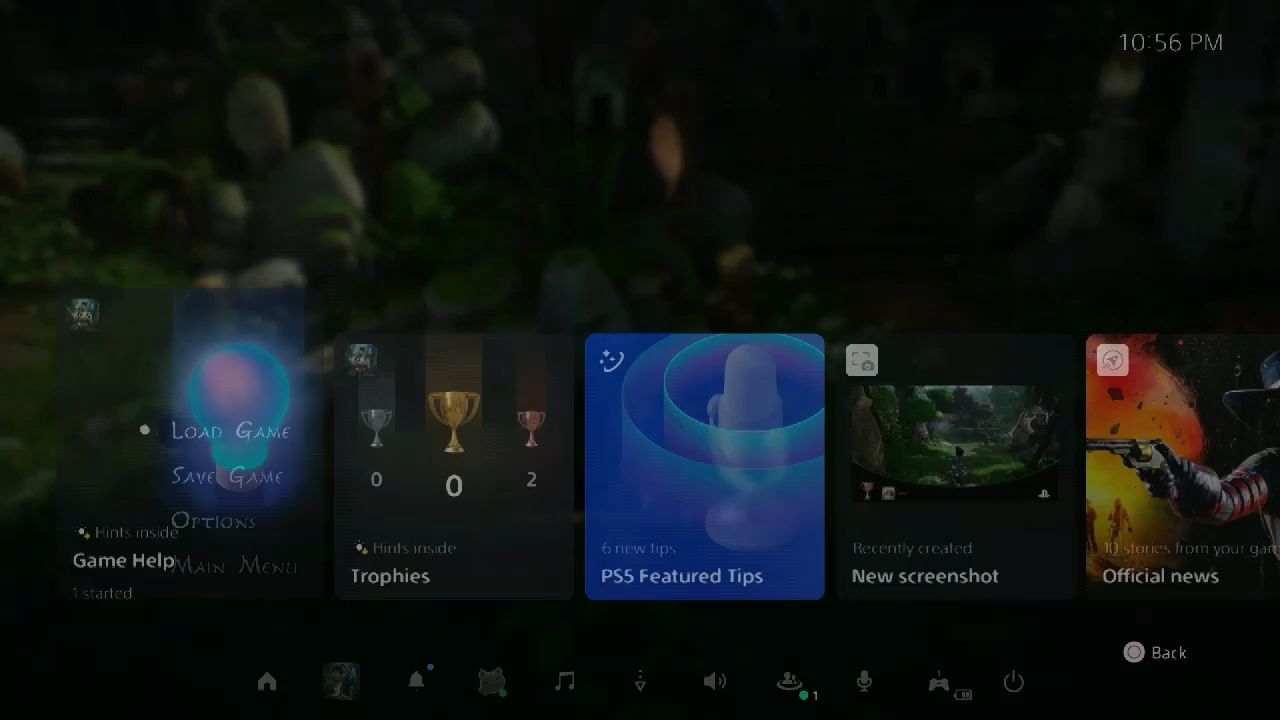 10:56 PM
LOAD GAME
SAVE GAME
OPTIONS
MAIN MENU
Hints inside
Game Help
1 started
0
0
2
Hints inside
Trophies
6 new tips
PS5 Featured Tips
Recently created
New screenshot
10 stories from your gam
Official news
Back
1